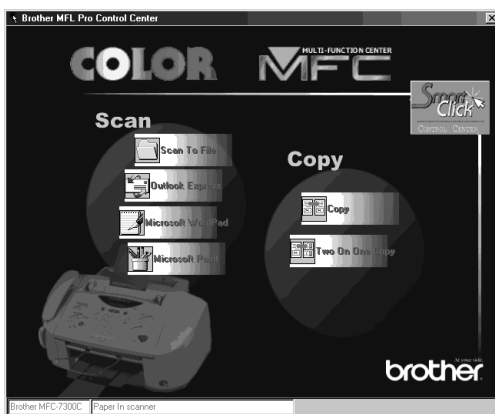 Brother MFL Pro Control Center
COLOR
MULTI-FUNCTION CENTER
MFC
Smart
Click
CONTROL CENTER
Scan
Scan To File
Outlook Express
Microsoft WordPad
Microsoft Paint
Copy
Copy
Two On One Copy
At your side.
brother
Brother MFC-7300C
Paper In scanner